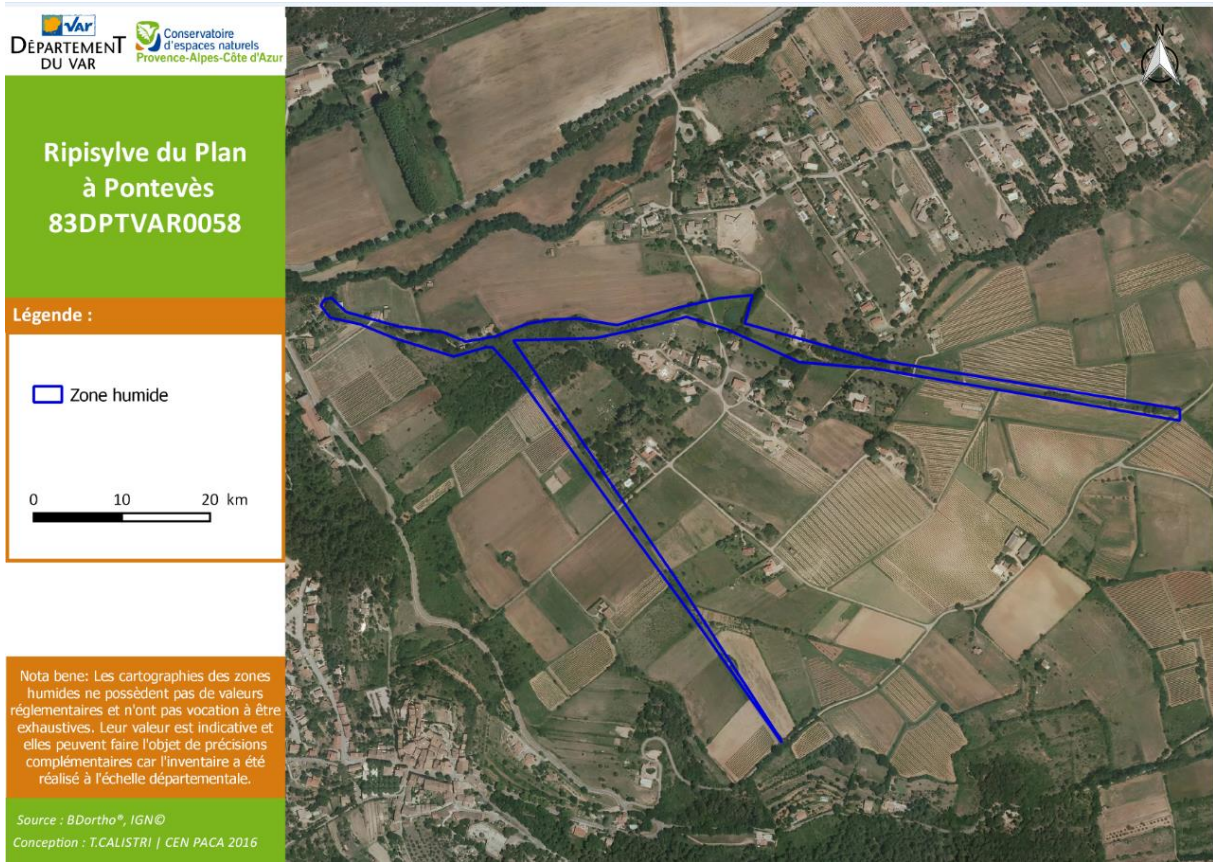 Var
DÉPARTEMENT
DU VAR
Conservatoire
d'espaces naturels
Provence-Alpes-Côte d'Azur
Ripisylve du Plan
à Pontevès
83DPTVAR0058
Légende :
Zone humide
0 10 20 km
Nota bene: Les cartographies des zones
humides ne possèdent pas de valeurs
réglementaires et n'ont pas vocation à être
exhaustives. Leur valeur est indicative et
elles peuvent faire l'objet de précisions
complémentaires car l'inventaire a été
réalisé à l'échelle départementale.
Source : BDortho®, IGN©
Conception : T.CALISTRI | CEN PACA 2016
N